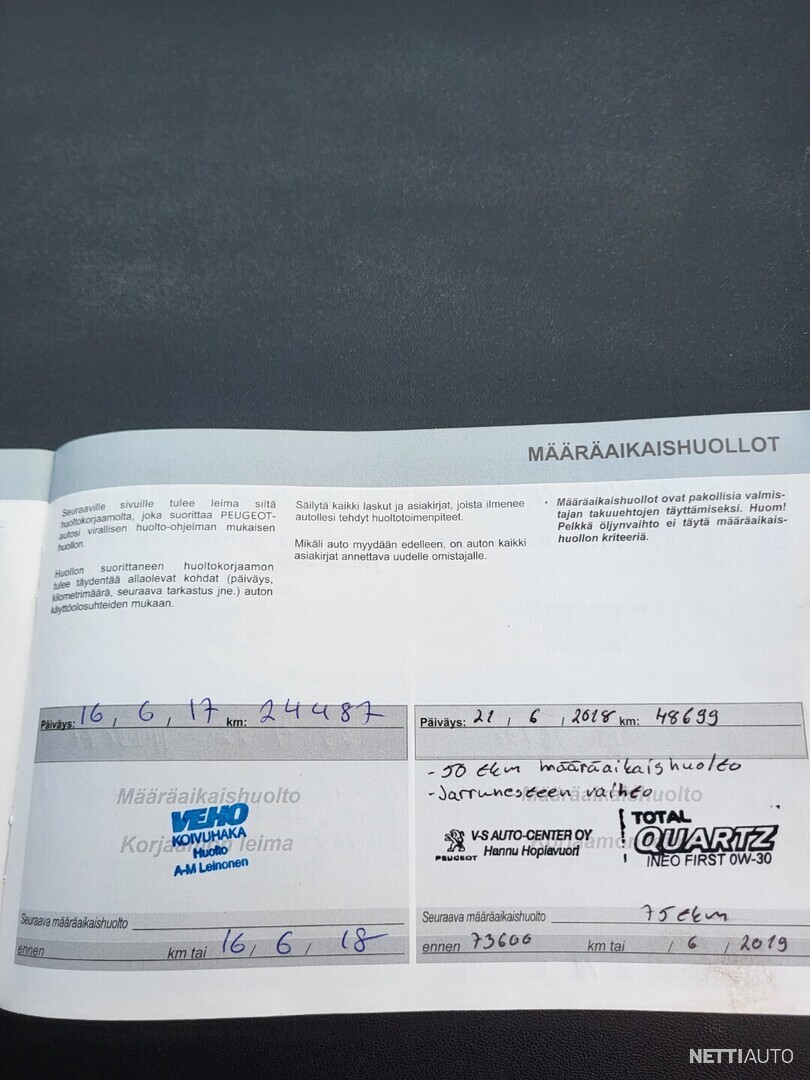 MÄÄRÄAIKAISHUOLLOT
Seuraaville sivuille tulee leima siltä
huoltokorjaamolta, joka suorittaa PEUGEOT-
autosi virallisen huolto-ohjelman mukaisen
huollon.
Huollon suorittaneen huoltokorjaamon
tulee täydentää allaolevat kohdat (päiväys,
kilometrimäärä, seuraava tarkastus jne.) auton
käyttöolosuhteiden mukaan.
Säilytä kaikki laskut ja asiakirjat, joista ilmenee
autollesi tehdyt huoltotoimenpiteet.
Mikäli auto myydään edelleen, on auton kaikki
asiakirjat annettava uudelle omistajalle.
• Määräaikaishuollot ovat pakollisia valmis-
tajan takuuehtojen täyttämiseksi. Huom!
Pelkkä öljynvaihto ei täytä määräaikais-
huollon kriteeriä.
Päiväys: 16 / 6 / 17 km: 24487
Määräaikaishuolto
VEHO
KOIVUHAKA
Korjaamon leima
Huolto
A-M Leinonen
Seuraava määräaikaishuolto
ennen km tai 16 / 6 / 18
Päiväys: 21 / 6 / 2018 km: 48699
- 50 tkm määräaikaishuolto
- Jarrunesteen vaihto
Määräaikaishuolto
PEUGEOT
V-S AUTO-CENTER OY
Hannu Hopiavuori
Korjaamon leima
TOTAL
QUARTZ
INEO FIRST 0W-30
Seuraava määräaikaishuolto 75 tkm
ennen 73600 km tai / 6 / 2019
NETTIAUTO